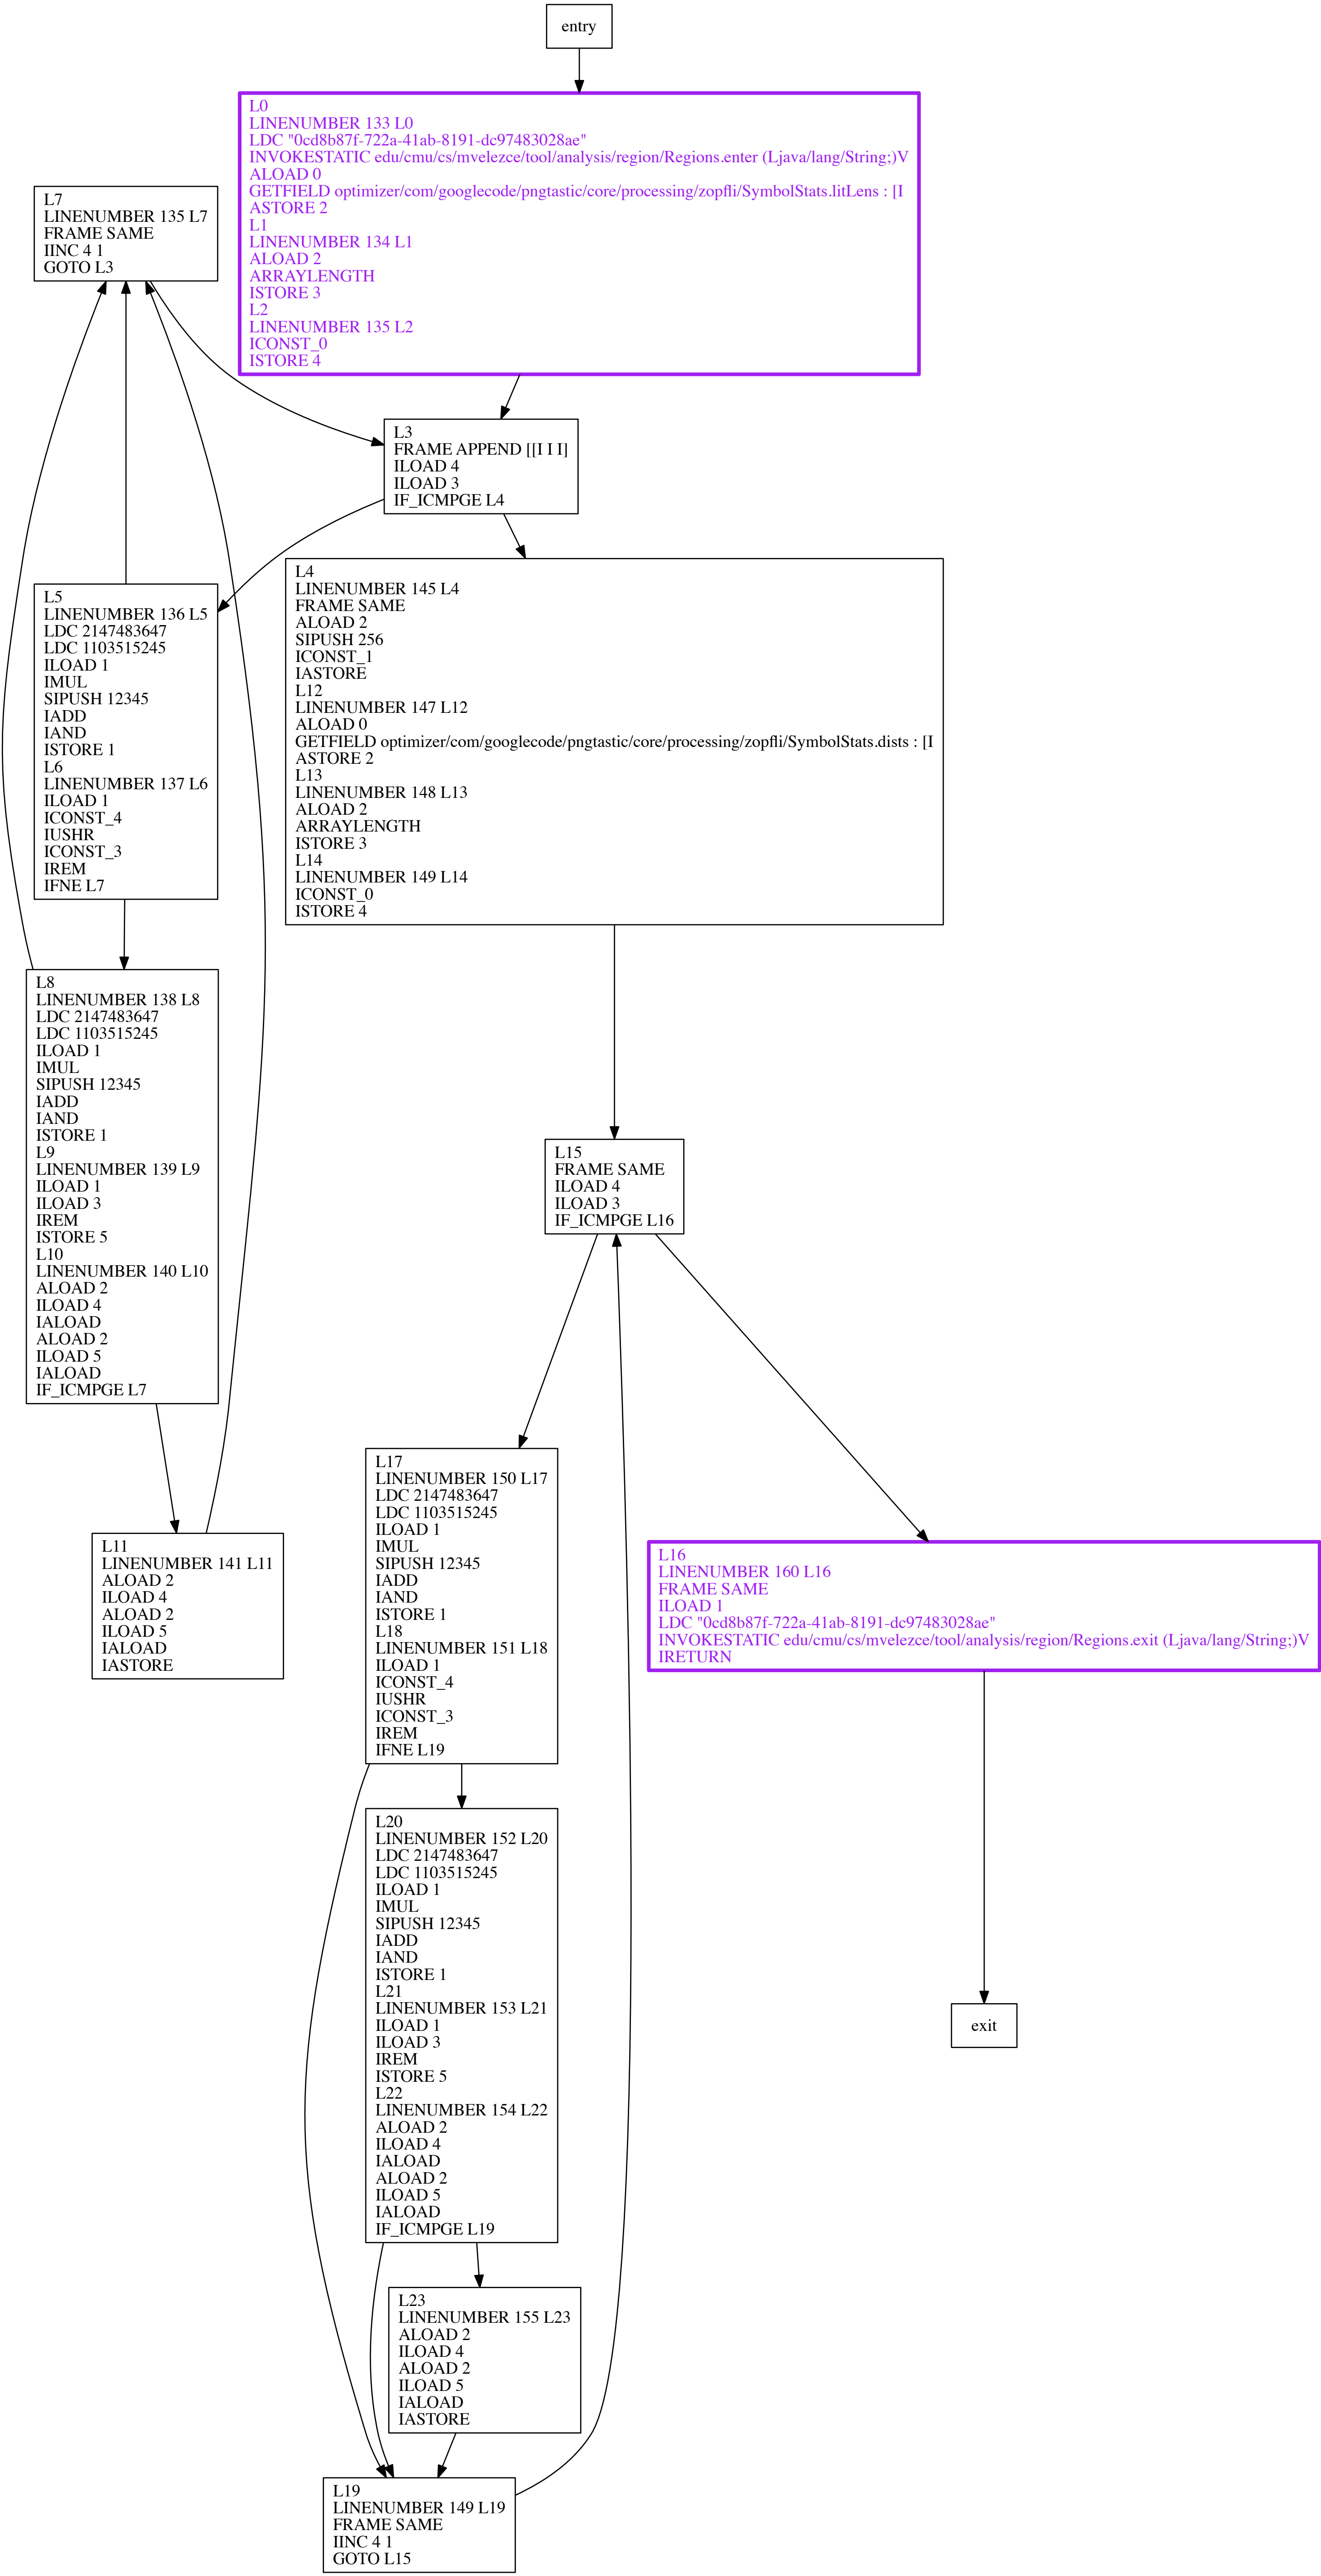 entry
L0
LINENUMBER 133 L0
LDC "0cd8b87f-722a-41ab-8191-dc97483028ae"
INVOKESTATIC edu/cmu/cs/mvelezce/tool/analysis/region/Regions.enter (Ljava/lang/String;)V
ALOAD 0
GETFIELD optimizer/com/googlecode/pngtastic/core/processing/zopfli/SymbolStats.litLens : [I
ASTORE 2
L1
LINENUMBER 134 L1
ALOAD 2
ARRAYLENGTH
ISTORE 3
L2
LINENUMBER 135 L2
ICONST_0
ISTORE 4
L7
LINENUMBER 135 L7
FRAME SAME
IINC 4 1
GOTO L3
L3
FRAME APPEND [[I I I]
ILOAD 4
ILOAD 3
IF_ICMPGE L4
L4
LINENUMBER 145 L4
FRAME SAME
ALOAD 2
SIPUSH 256
ICONST_1
IASTORE
L12
LINENUMBER 147 L12
ALOAD 0
GETFIELD optimizer/com/googlecode/pngtastic/core/processing/zopfli/SymbolStats.dists : [I
ASTORE 2
L13
LINENUMBER 148 L13
ALOAD 2
ARRAYLENGTH
ISTORE 3
L14
LINENUMBER 149 L14
ICONST_0
ISTORE 4
L5
LINENUMBER 136 L5
LDC 2147483647
LDC 1103515245
ILOAD 1
IMUL
SIPUSH 12345
IADD
IAND
ISTORE 1
L6
LINENUMBER 137 L6
ILOAD 1
ICONST_4
IUSHR
ICONST_3
IREM
IFNE L7
L8
LINENUMBER 138 L8
LDC 2147483647
LDC 1103515245
ILOAD 1
IMUL
SIPUSH 12345
IADD
IAND
ISTORE 1
L9
LINENUMBER 139 L9
ILOAD 1
ILOAD 3
IREM
ISTORE 5
L10
LINENUMBER 140 L10
ALOAD 2
ILOAD 4
IALOAD
ALOAD 2
ILOAD 5
IALOAD
IF_ICMPGE L7
L15
FRAME SAME
ILOAD 4
ILOAD 3
IF_ICMPGE L16
L11
LINENUMBER 141 L11
ALOAD 2
ILOAD 4
ALOAD 2
ILOAD 5
IALOAD
IASTORE
L17
LINENUMBER 150 L17
LDC 2147483647
LDC 1103515245
ILOAD 1
IMUL
SIPUSH 12345
IADD
IAND
ISTORE 1
L18
LINENUMBER 151 L18
ILOAD 1
ICONST_4
IUSHR
ICONST_3
IREM
IFNE L19
L16
LINENUMBER 160 L16
FRAME SAME
ILOAD 1
LDC "0cd8b87f-722a-41ab-8191-dc97483028ae"
INVOKESTATIC edu/cmu/cs/mvelezce/tool/analysis/region/Regions.exit (Ljava/lang/String;)V
IRETURN
L20
LINENUMBER 152 L20
LDC 2147483647
LDC 1103515245
ILOAD 1
IMUL
SIPUSH 12345
IADD
IAND
ISTORE 1
L21
LINENUMBER 153 L21
ILOAD 1
ILOAD 3
IREM
ISTORE 5
L22
LINENUMBER 154 L22
ALOAD 2
ILOAD 4
IALOAD
ALOAD 2
ILOAD 5
IALOAD
IF_ICMPGE L19
exit
L23
LINENUMBER 155 L23
ALOAD 2
ILOAD 4
ALOAD 2
ILOAD 5
IALOAD
IASTORE
L19
LINENUMBER 149 L19
FRAME SAME
IINC 4 1
GOTO L15